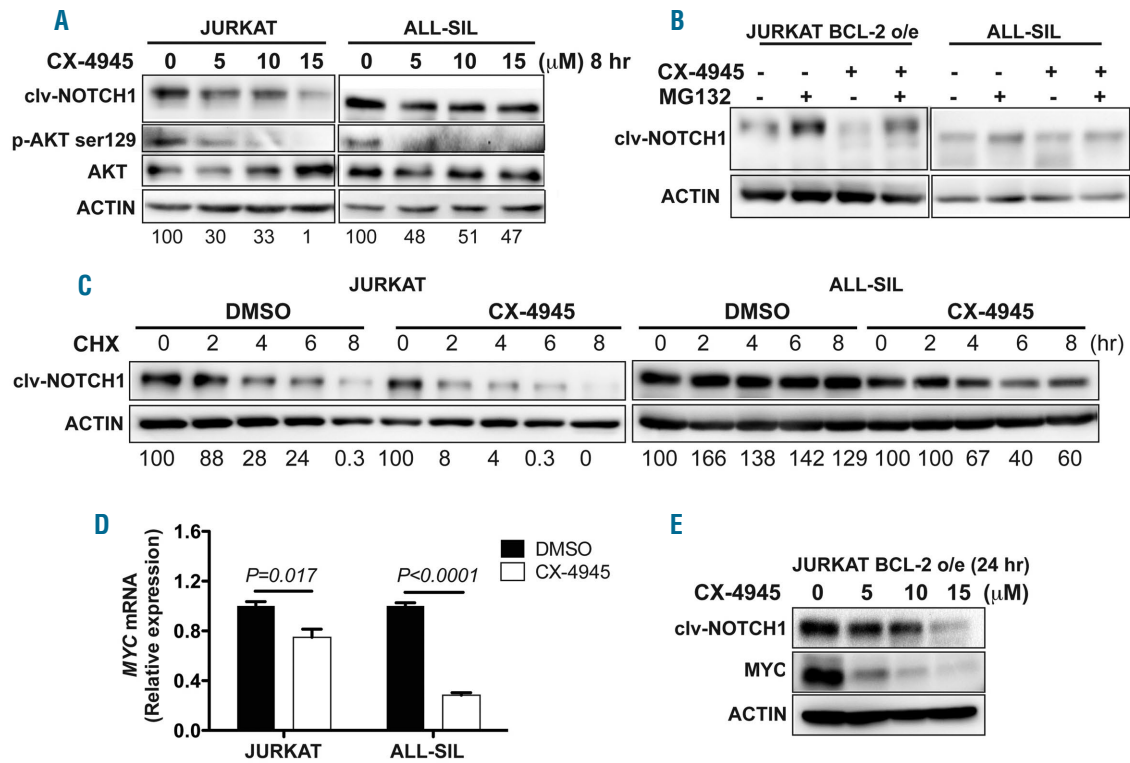 A
JURKAT ALL-SIL
CX-4945 0 5 10 15 0 5 10 15 (μM) 8 hr
clv-NOTCH1
p-AKT ser129
AKT
ACTIN
100 30 33 1 100 48 51 47
B
JURKAT BCL-2 o/e ALL-SIL
CX-4945 - - + + - - + +
MG132 - + - + - + - +
clv-NOTCH1
ACTIN
C
JURKAT ALL-SIL
DMSO CX-4945 DMSO CX-4945
CHX 0 2 4 6 8 0 2 4 6 8 0 2 4 6 8 0 2 4 6 8 (hr)
clv-NOTCH1
ACTIN
100 88 28 24 0.3 100 8 4 0.3 0 100 166 138 142 129 100 100 67 40 60
D
MYC mRNA
(Relative expression)
1.6
1.2
0.8
0.4
0.0
P=0.017 P<0.0001
DMSO
CX-4945
JURKAT ALL-SIL
E
JURKAT BCL-2 o/e (24 hr)
CX-4945 0 5 10 15 (μM)
clv-NOTCH1
MYC
ACTIN